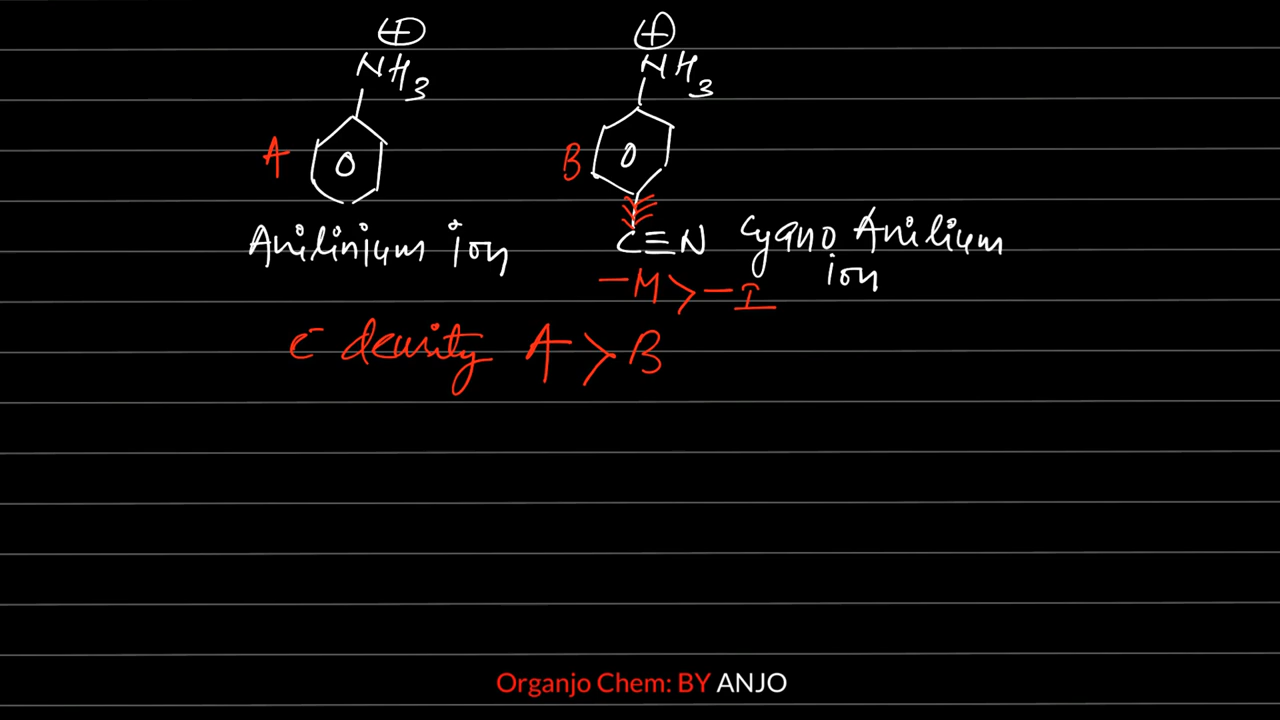 ⊕ ⊕
NH3 NH3
A B
Anilinium ion C≡N Cyano Anilium
ion
-M > -I
e- density A > B
Organjo Chem: BY ANJO